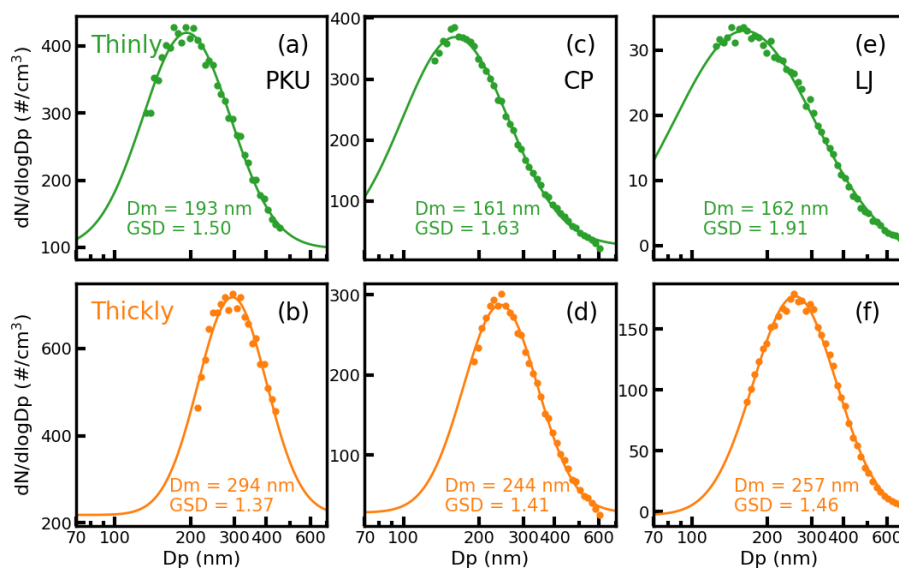 Thinly
(a)
PKU
Dm = 193 nm
GSD = 1.50
400
300
200
100
dN/dlogDp (#/cm³)
(c)
CP
Dm = 161 nm
GSD = 1.63
400
300
200
100
(e)
LJ
Dm = 162 nm
GSD = 1.91
30
20
10
0
Thickly
(b)
Dm = 294 nm
GSD = 1.37
600
400
200
dN/dlogDp (#/cm³)
70 100 200 300 400 600
Dp (nm)
(d)
Dm = 244 nm
GSD = 1.41
300
200
100
70 100 200 300 400 600
Dp (nm)
(f)
Dm = 257 nm
GSD = 1.46
150
100
50
0
70 100 200 300 400 600
Dp (nm)